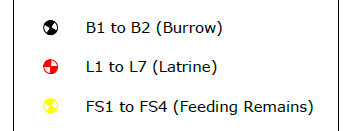 B1 to B2 (Burrow)
L1 to L7 (Latrine)
FS1 to FS4 (Feeding Remains)